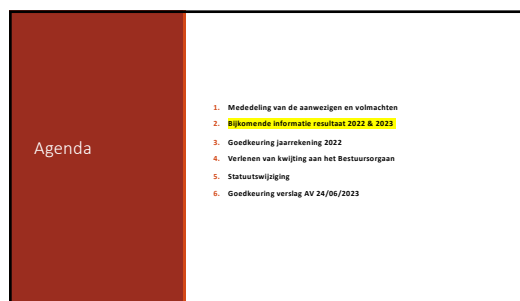 Agenda
1. Mededeling van de aanwezigen en volmachten
2. Bijkomende informatie resultaat 2022 & 2023
3. Goedkeuring jaarrekening 2022
4. Verlenen van kwijting aan het Bestuursorgaan
5. Statuutswijziging
6. Goedkeuring verslag AV 24/06/2023